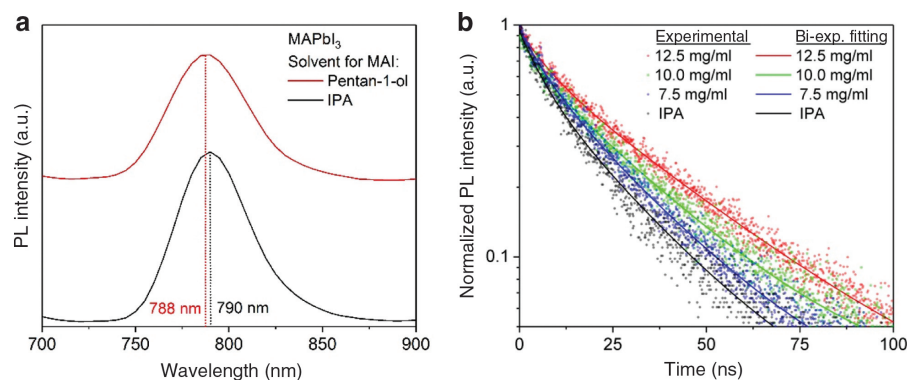 a
MAPbI₃
Solvent for MAI:
Pentan-1-ol
IPA
PL intensity (a.u.)
788 nm
790 nm
700 750 800 850 900
Wavelength (nm)
b
Experimental Bi-exp. fitting
12.5 mg/ml 12.5 mg/ml
10.0 mg/ml 10.0 mg/ml
7.5 mg/ml 7.5 mg/ml
IPA IPA
Normalized PL intensity (a.u.)
1
0.1
0 25 50 75 100
Time (ns)